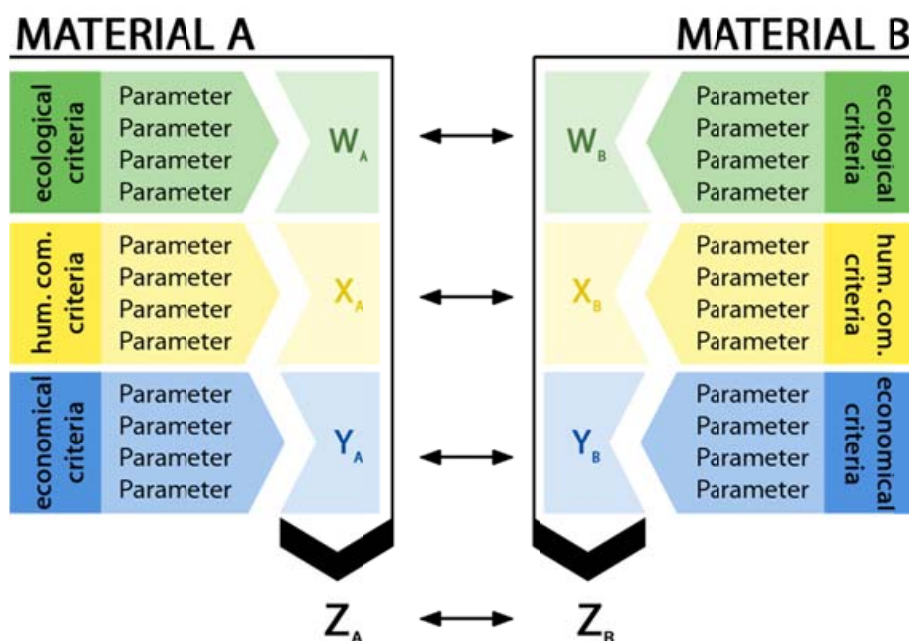 MATERIAL A
ecological
criteria
Parameter
Parameter
Parameter
Parameter
WA
hum. com.
criteria
Parameter
Parameter
Parameter
Parameter
XA
economical
criteria
Parameter
Parameter
Parameter
Parameter
YA
ZA
MATERIAL B
WB
Parameter
Parameter
Parameter
Parameter
ecological
criteria
XB
Parameter
Parameter
Parameter
Parameter
hum. com.
criteria
YB
Parameter
Parameter
Parameter
Parameter
economical
criteria
ZB